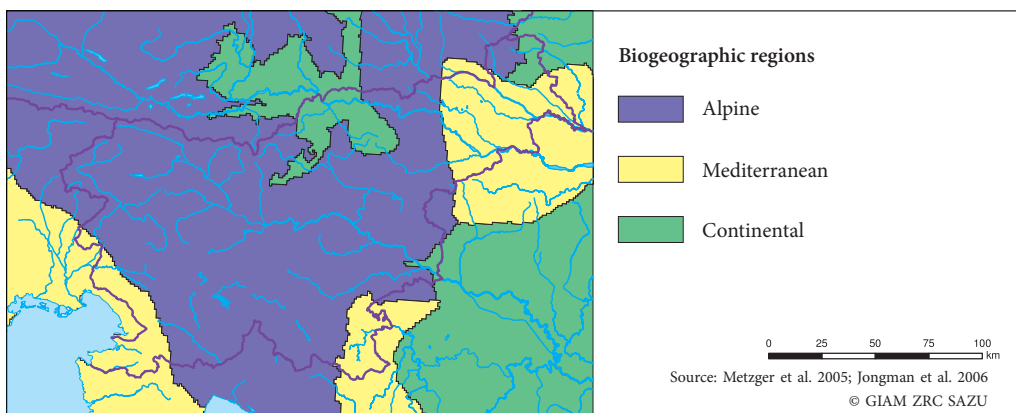 Biogeographic regions
Alpine
Mediterranean
Continental
0 25 50 75 100
km
Source: Metzger et al. 2005; Jongman et al. 2006
© GIAM ZRC SAZU